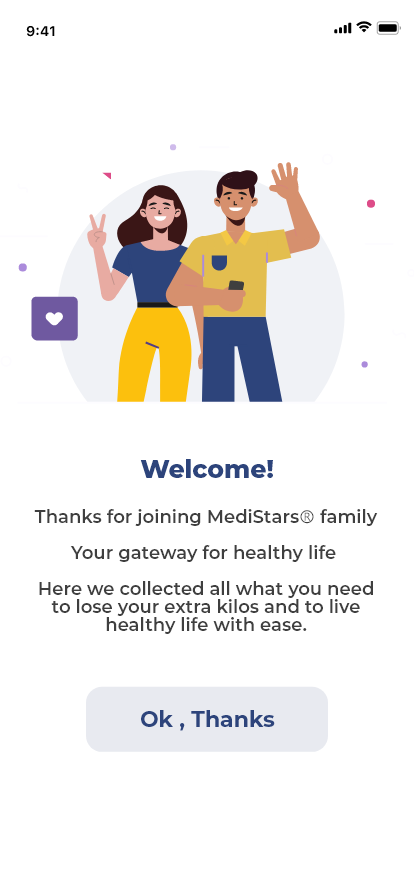 9:41
Welcome!
Thanks for joining MediStars® family
Your gateway for healthy life
Here we collected all what you need
to lose your extra kilos and to live
healthy life with ease.
Ok , Thanks